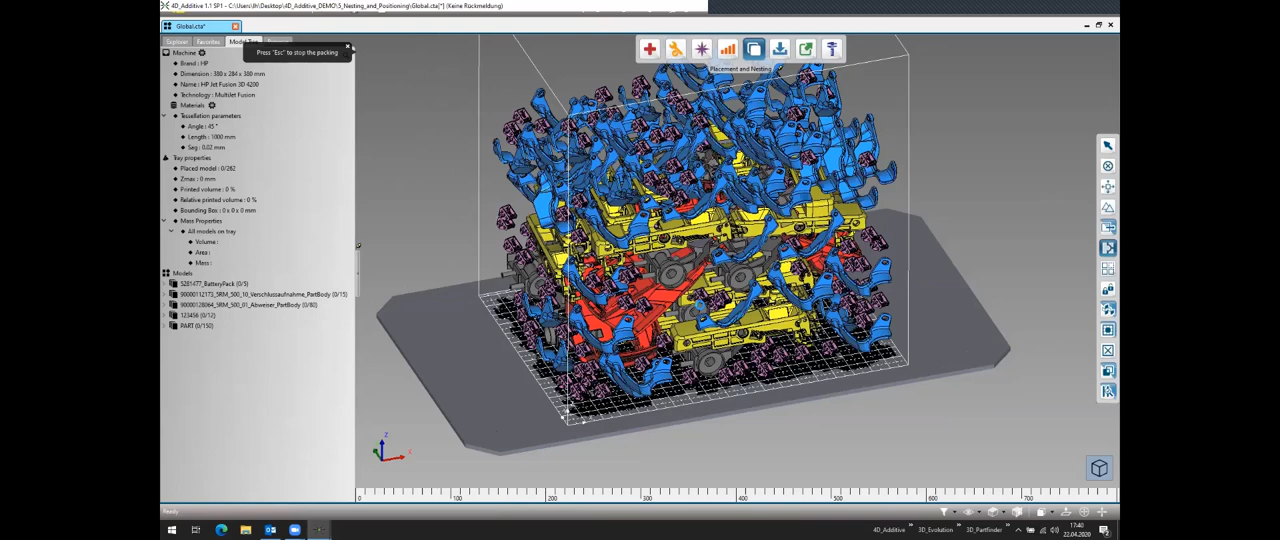 4D_Additive 1.1 SP1 - C:\Users\lh\Desktop\4D_Additive_DEMO\5_Nesting_and_Positioning\Global.cta[*] (Keine Rückmeldung)
Global.cta*
Explorer Favorites
Press "Esc" to stop the packing
Machine
Brand : HP
Dimension : 380 x 284 x 380 mm
Name : HP Jet Fusion 3D 4200
Technology : MultiJet Fusion
Materials
Tessellation parameters
Angle : 45 °
Length : 1000 mm
Sag : 0.02 mm
Tray properties
Placed model : 0/262
Zmax : 0 mm
Printed volume : 0 %
Relative printed volume : 0 %
Bounding Box : 0 x 0 x 0 mm
Mass Properties
All models on tray
Volume :
Area :
Mass :
Models
5281477_BatteryPack (0/5)
90000112173_SRM_500_10_Verschlussaufnahme_PartBody (0/15)
90000128064_SRM_500_01_Abweiser_PartBody (0/80)
123456 (0/12)
PART (0/150)
Placement and Nesting
Z
X
0 100 200 300 400 500 600 700
Ready
4D_Additive 3D_Evolution 3D_Partfinder
17:40
22.04.2020